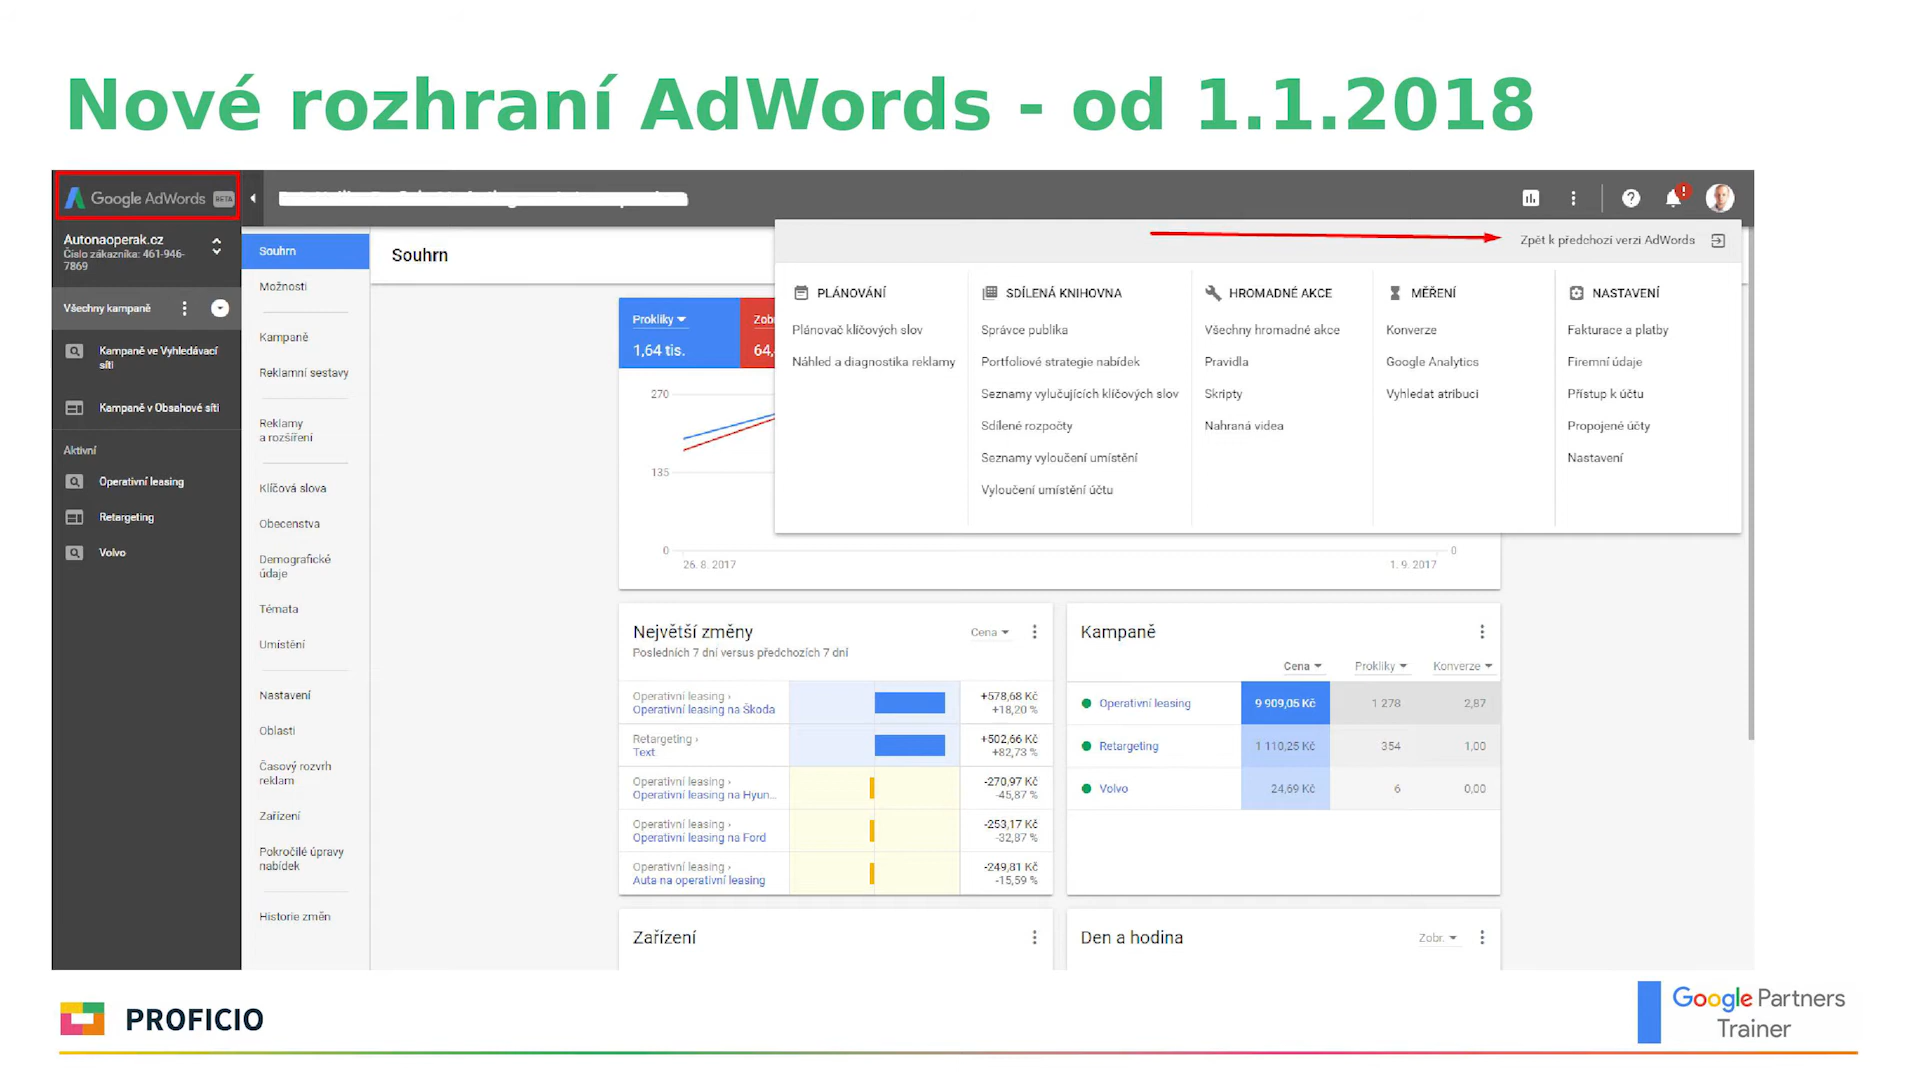 Nové rozhraní AdWords - od 1.1.2018
Google AdWords BETA
Autonaoperak.cz
Číslo zákazníka: 461-946-
7869
Všechny kampaně
Kampaně ve Vyhledávací
síti
Kampaně v Obsahové síti
Aktivní
Operativní leasing
Retargeting
Volvo
Souhrn
Možnosti
Kampaně
Reklamní sestavy
Reklamy
a rozšíření
Klíčová slova
Obecenstva
Demografické
údaje
Témata
Umístění
Nastavení
Oblasti
Časový rozvrh
reklam
Zařízení
Pokročilé úpravy
nabídek
Historie změn
Souhrn
Zpět k předchozí verzi AdWords
PLÁNOVÁNÍ
Plánovač klíčových slov
Náhled a diagnostika reklamy
SDÍLENÁ KNIHOVNA
Správce publika
Portfoliové strategie nabídek
Seznamy vylučujících klíčových slov
Sdílené rozpočty
Seznamy vyloučení umístění
Vyloučení umístění účtu
HROMADNÉ AKCE
Všechny hromadné akce
Pravidla
Skripty
Nahraná videa
MĚŘENÍ
Konverze
Google Analytics
Vyhledat atribuci
NASTAVENÍ
Fakturace a platby
Firemní údaje
Přístup k účtu
Propojené účty
Nastavení
Prokliky
1,64 tis.
Zob
64,
270
135
0
0
26. 8. 2017
1. 9. 2017
Největší změny
Cena
Posledních 7 dní versus předchozích 7 dní
Operativní leasing ›
Operativní leasing na Škoda
+578,68 Kč
+18,20 %
Retargeting ›
Text
+502,66 Kč
+82,73 %
Operativní leasing ›
Operativní leasing na Hyun...
-270,97 Kč
-45,87 %
Operativní leasing ›
Operativní leasing na Ford
-253,17 Kč
-32,87 %
Operativní leasing ›
Auta na operativní leasing
-249,81 Kč
-15,59 %
Kampaně
Cena Prokliky Konverze
Operativní leasing 9 909,05 Kč 1 278 2,87
Retargeting 1 110,25 Kč 354 1,00
Volvo 24,69 Kč 6 0,00
Zařízení
Den a hodina
Zobr.
PROFICIO
Google Partners
Trainer